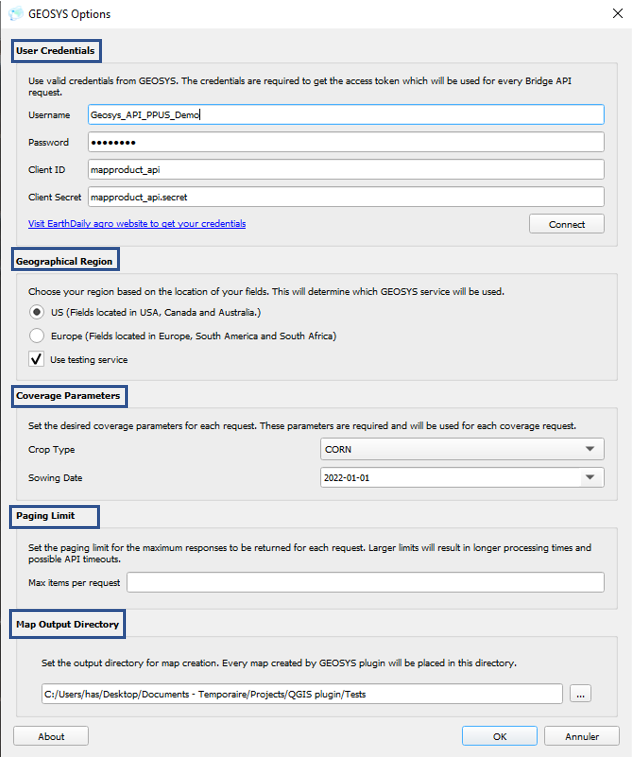 GEOSYS Options
User Credentials
Use valid credentials from GEOSYS. The credentials are required to get the access token which will be used for every Bridge API
request.
Username Geosys_API_PPUS_Demo
Password ••••••••
Client ID mapproduct_api
Client Secret mapproduct_api.secret
Visit EarthDaily agro website to get your credentials Connect
Geographical Region
Choose your region based on the location of your fields. This will determine which GEOSYS service will be used.
US (Fields located in USA, Canada and Australia.)
Europe (Fields located in Europe, South America and South Africa)
Use testing service
Coverage Parameters
Set the desired coverage parameters for each request. These parameters are required and will be used for each coverage request.
Crop Type CORN
Sowing Date 2022-01-01
Paging Limit
Set the paging limit for the maximum responses to be returned for each request. Larger limits will result in longer processing times and
possible API timeouts.
Max items per request
Map Output Directory
Set the output directory for map creation. Every map created by GEOSYS plugin will be placed in this directory.
C:/Users/has/Desktop/Documents - Temporaire/Projects/QGIS plugin/Tests ...
About OK Annuler